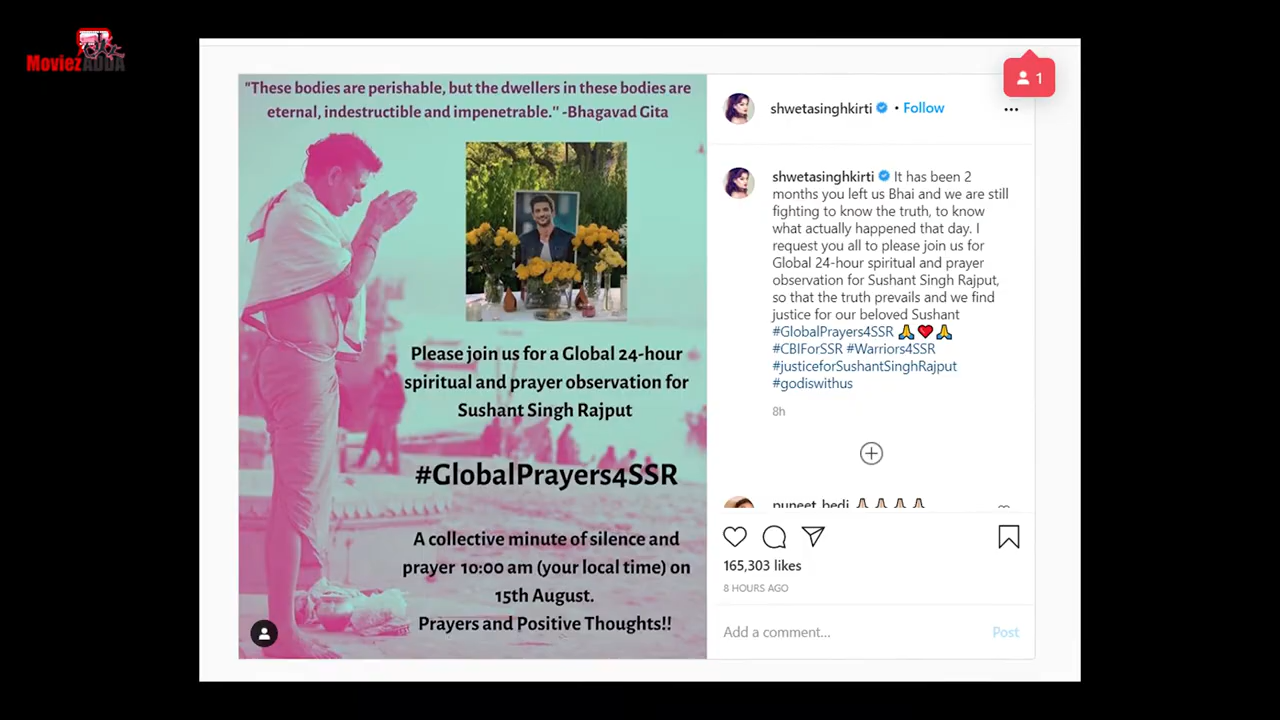 MoviezADDA
"These bodies are perishable, but the dwellers in these bodies are
eternal, indestructible and impenetrable." -Bhagavad Gita
Please join us for a Global 24-hour
spiritual and prayer observation for
Sushant Singh Rajput
#GlobalPrayers4SSR
A collective minute of silence and
prayer 10:00 am (your local time) on
15th August.
Prayers and Positive Thoughts!!
1
shwetasinghkirti • Follow
shwetasinghkirti It has been 2
months you left us Bhai and we are still
fighting to know the truth, to know
what actually happened that day. I
request you all to please join us for
Global 24-hour spiritual and prayer
observation for Sushant Singh Rajput,
so that the truth prevails and we find
justice for our beloved Sushant
#GlobalPrayers4SSR 🙏❤️🙏
#CBIForSSR #Warriors4SSR
#justiceforSushantSinghRajput
#godiswithus
8h
puneet_bedi 🙏🏻🙏🏻🙏🏻🙏🏻
165,303 likes
8 HOURS AGO
Add a comment...
Post